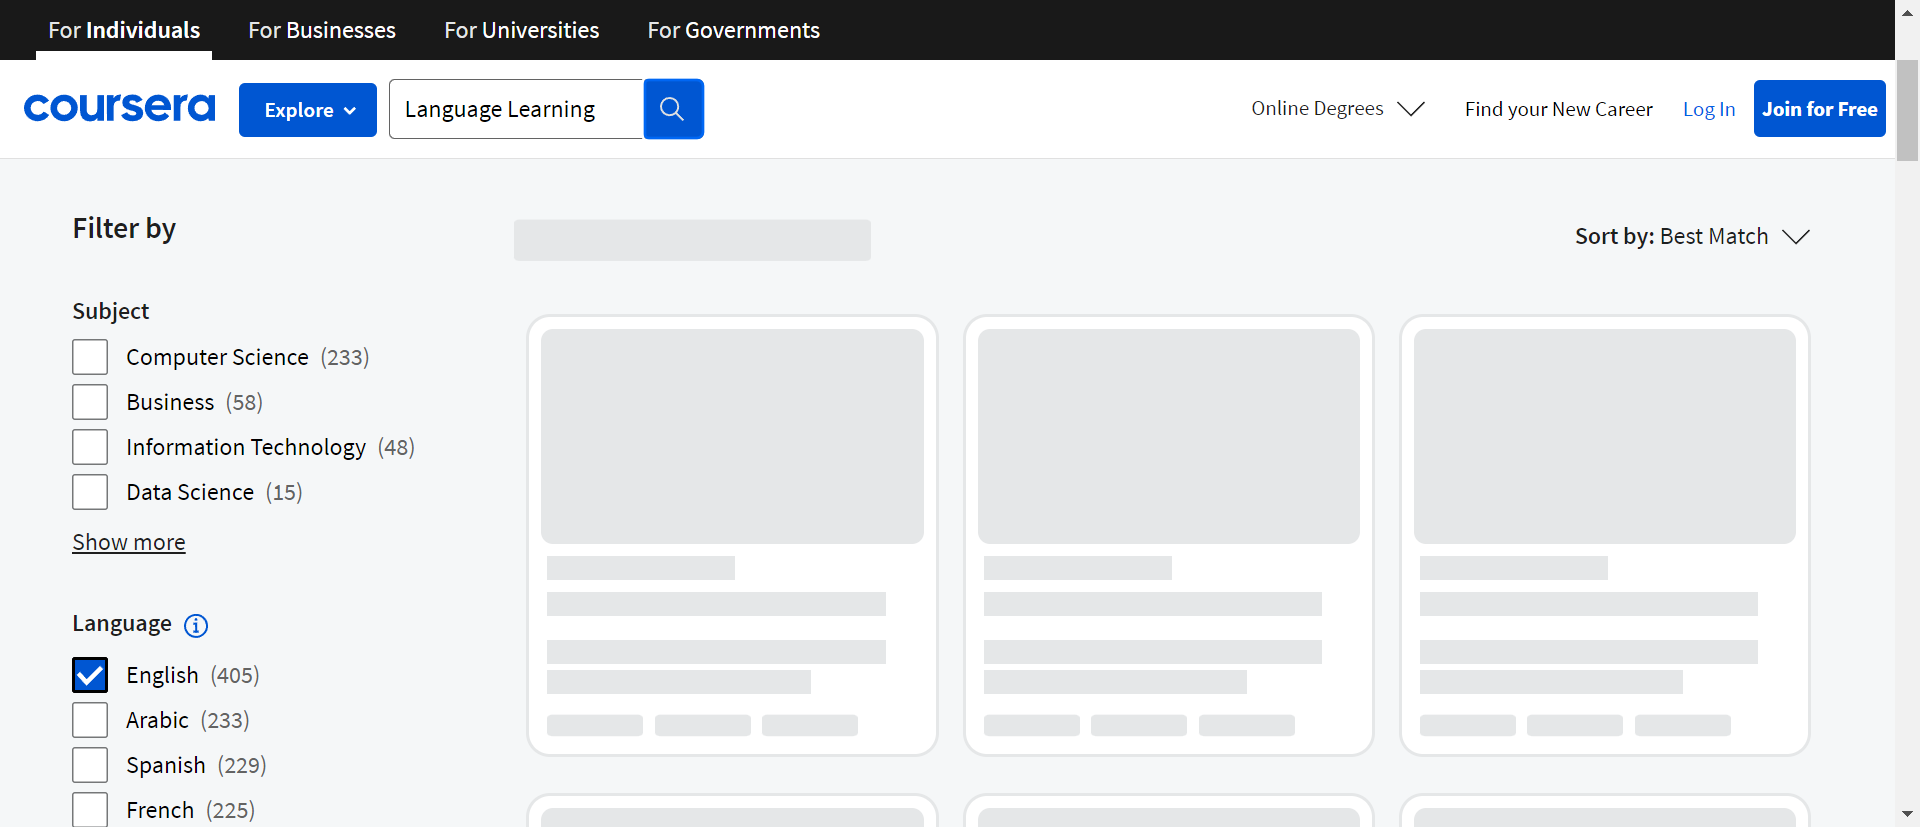 For Individuals For Businesses For Universities For Governments
coursera Explore Language Learning Online Degrees Find your New Career Log In Join for Free
Filter by
Sort by: Best Match
Subject
Computer Science (233)
Business (58)
Information Technology (48)
Data Science (15)
Show more
Language
English (405)
Arabic (233)
Spanish (229)
French (225)